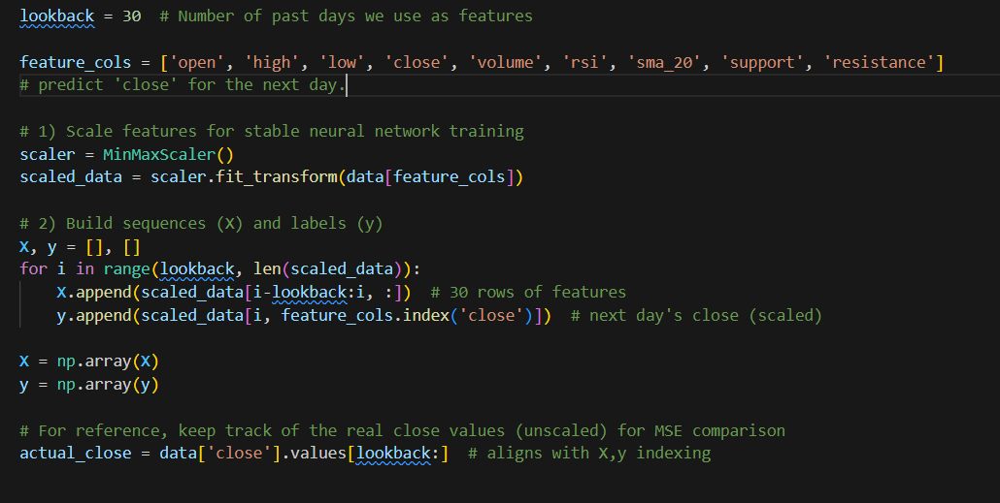 lookback = 30  # Number of past days we use as features
feature_cols = ['open', 'high', 'low', 'close', 'volume', 'rsi', 'sma_20', 'support', 'resistance']
# predict 'close' for the next day.
# 1) Scale features for stable neural network training
scaler = MinMaxScaler()
scaled_data = scaler.fit_transform(data[feature_cols])
# 2) Build sequences (X) and labels (y)
X, y = [], []
for i in range(lookback, len(scaled_data)):
    X.append(scaled_data[i-lookback:i, :])  # 30 rows of features
    y.append(scaled_data[i, feature_cols.index('close')])  # next day's close (scaled)
X = np.array(X)
y = np.array(y)
# For reference, keep track of the real close values (unscaled) for MSE comparison
actual_close = data['close'].values[lookback:]  # aligns with X,y indexing